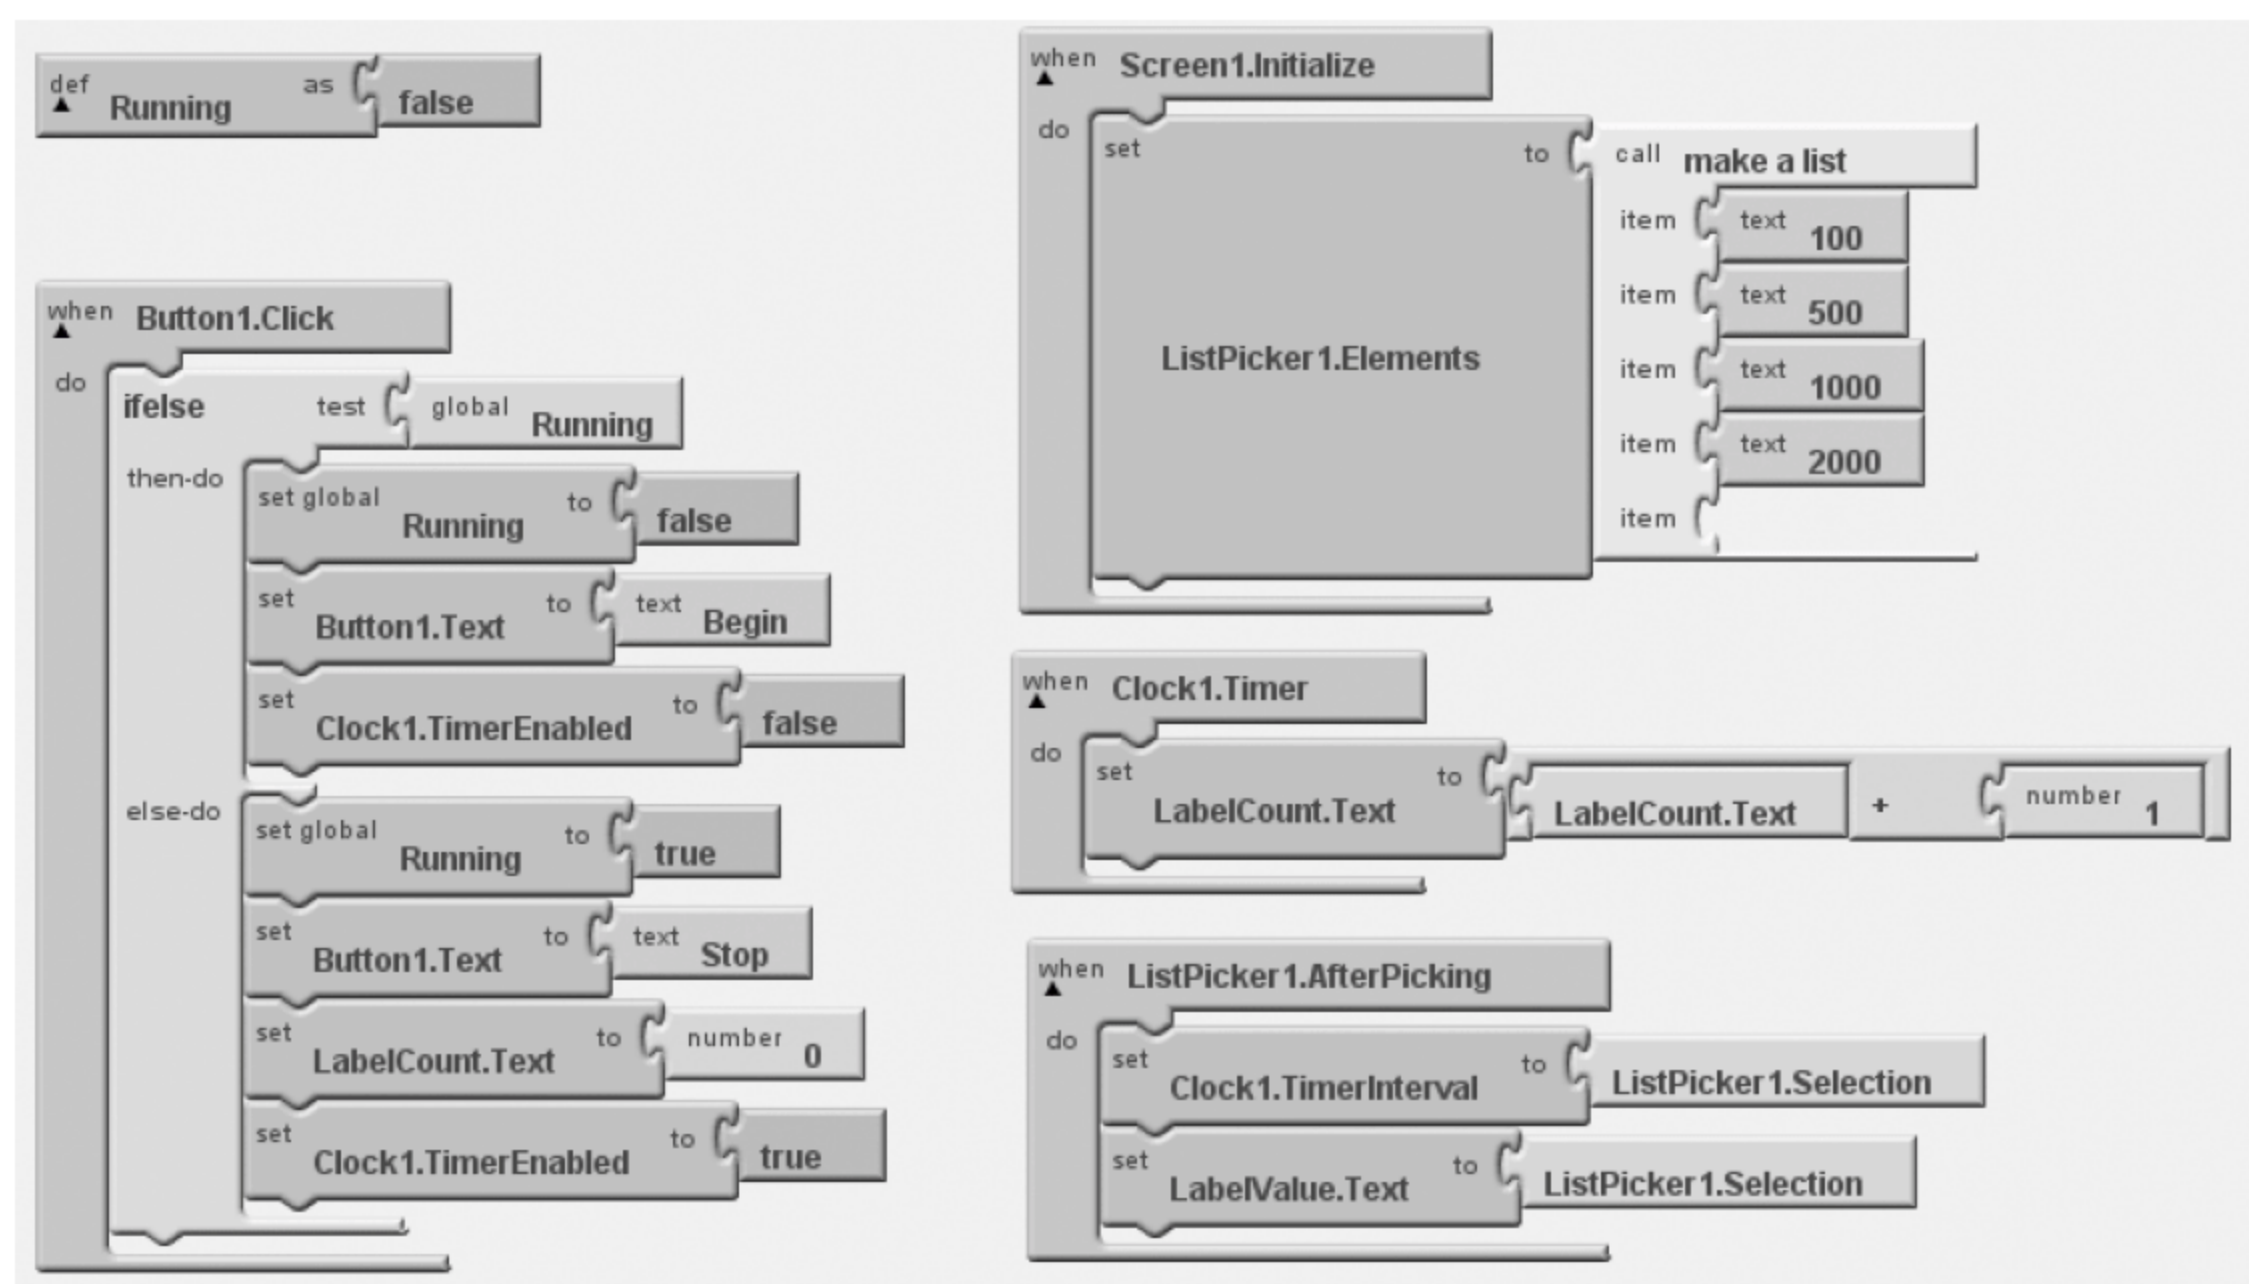 def Running as false
when Button1.Click
do
ifelse test global Running
then-do
set global Running to false
set Button1.Text to text Begin
set Clock1.TimerEnabled to false
else-do
set global Running to true
set Button1.Text to text Stop
set LabelCount.Text to number 0
set Clock1.TimerEnabled to true
when Screen1.Initialize
do
set ListPicker1.Elements to call make a list
item text 100
item text 500
item text 1000
item text 2000
item
when Clock1.Timer
do
set LabelCount.Text to LabelCount.Text + number 1
when ListPicker1.AfterPicking
do
set Clock1.TimerInterval to ListPicker1.Selection
set LabelValue.Text to ListPicker1.Selection